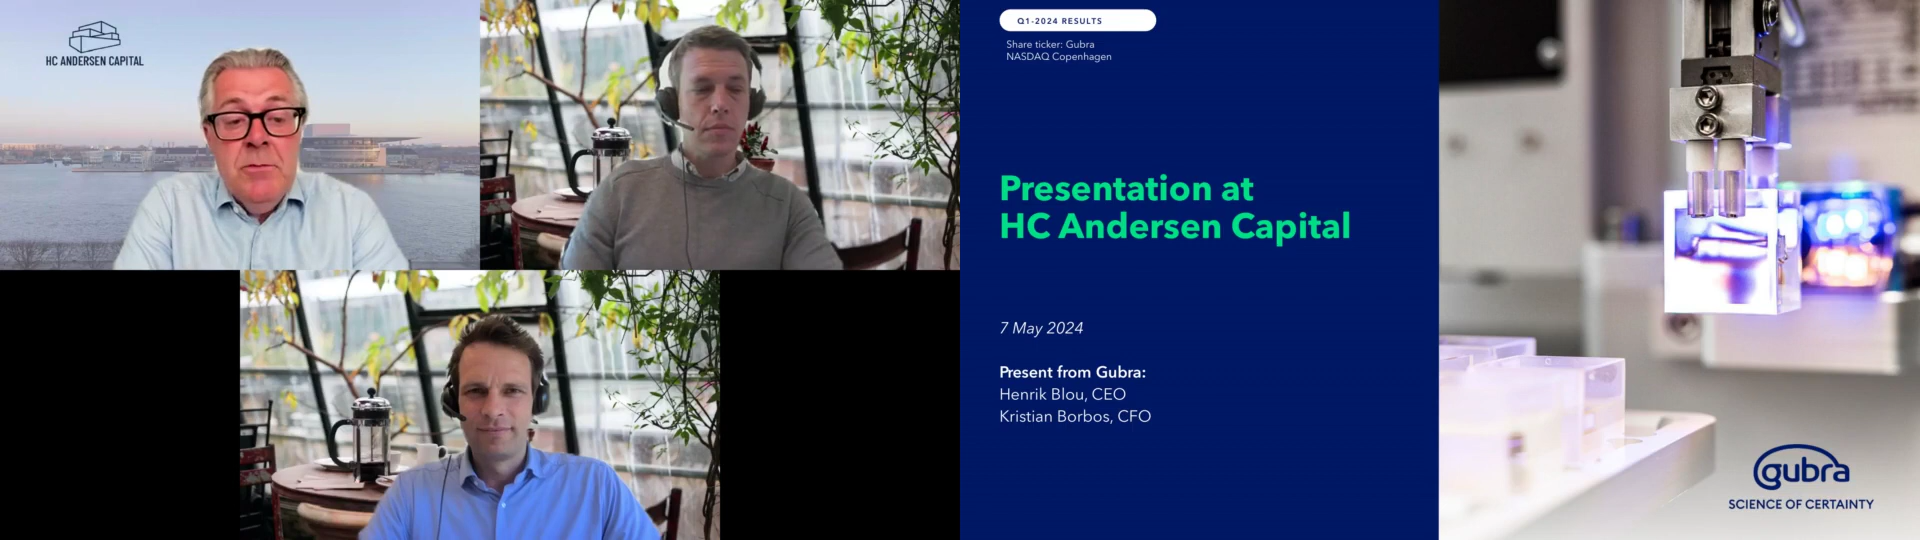 HC ANDERSEN CAPITAL
Q1-2024 RESULTS
Share ticker: Gubra
NASDAQ Copenhagen
Presentation at
HC Andersen Capital
7 May 2024
Present from Gubra:
Henrik Blou, CEO
Kristian Borbos, CFO
gubra
SCIENCE OF CERTAINTY